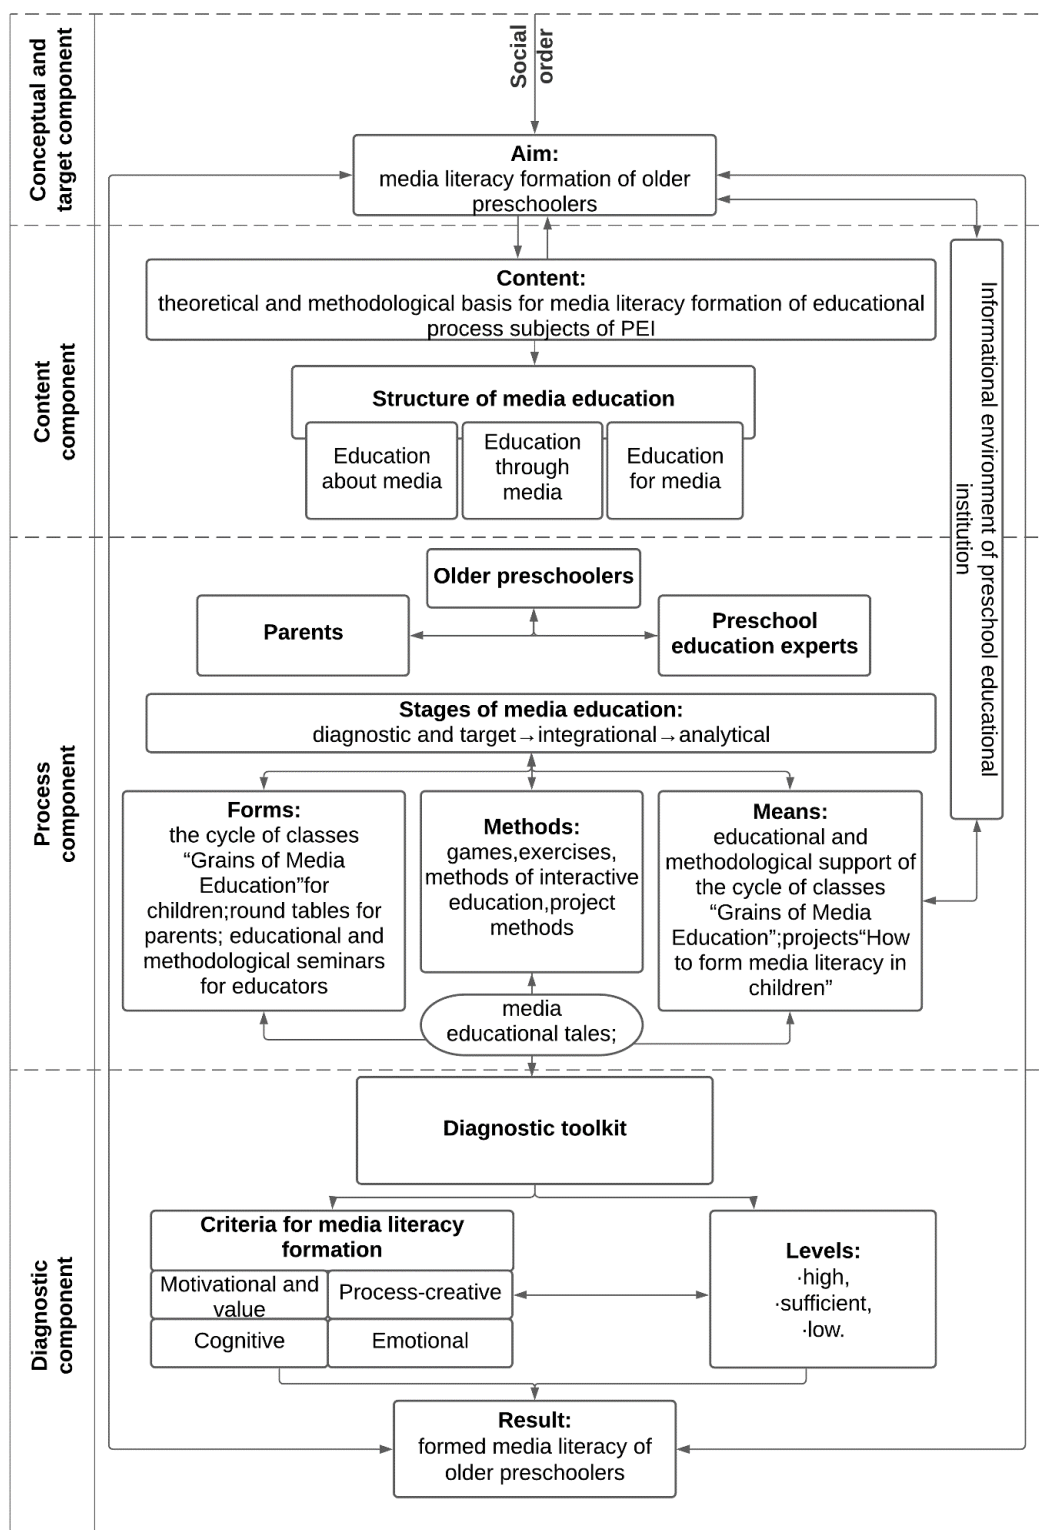 Conceptual and
target component
Social
order
Aim:
media literacy formation of older
preschoolers
Content
component
Content:
theoretical and methodological basis for media literacy formation of educational
process subjects of PEI
Structure of media education
Education
about media
Education
through
media
Education
for media
Informational environment of preschool educational
institution
Process
component
Older preschoolers
Parents
Preschool
education experts
Stages of media education:
diagnostic and target→integrational→analytical
Forms:
the cycle of classes
“Grains of Media
Education”for
children;round tables for
parents; educational and
methodological seminars
for educators
Methods:
games,exercises,
methods of interactive
education,project
methods
Means:
educational and
methodological support of
the cycle of classes
“Grains of Media
Education”;projects“How
to form media literacy in
children”
media
educational tales;
Diagnostic
component
Diagnostic toolkit
Criteria for media literacy
formation
Motivational and
value
Process-creative
Cognitive
Emotional
Levels:
·high,
·sufficient,
·low.
Result:
formed media literacy of
older preschoolers